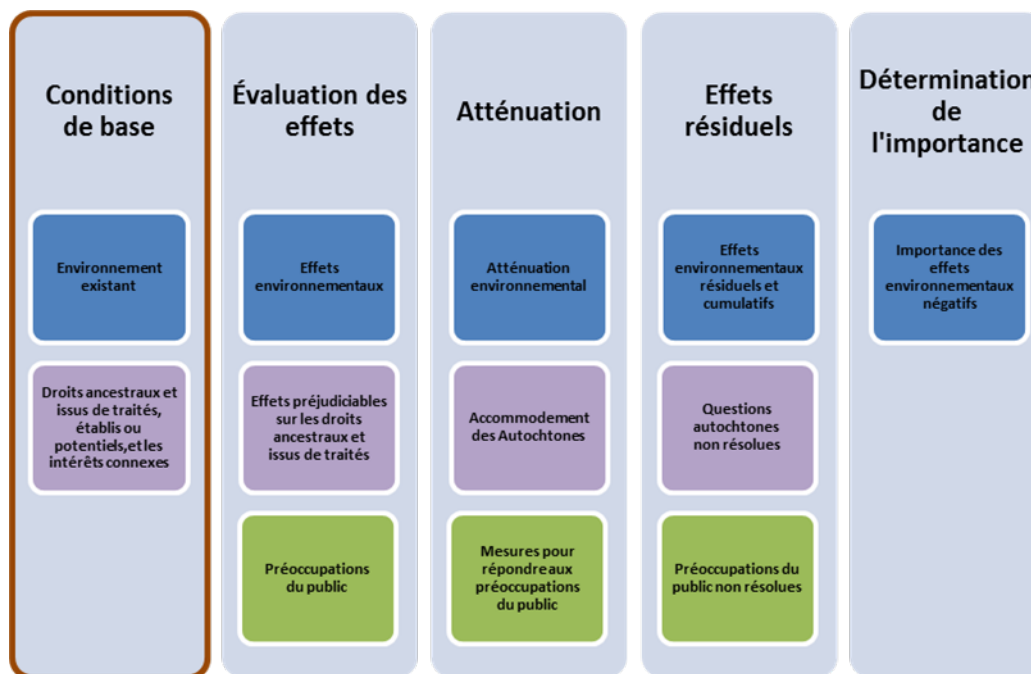 Conditions
de base
Environnement
existant
Droits ancestraux et
issus de traités,
établis ou
potentiels,et les
intérêts connexes
Évaluation des
effets
Effets
environnementaux
Effets préjudiciables
sur les droits
ancestraux et
issus de traités
Préoccupations
du public
Atténuation
Atténuation
environnemental
Accommodement
des Autochtones
Mesures pour
répondre aux
préoccupations
du public
Effets
résiduels
Effets
environnementaux
résiduels et
cumulatifs
Questions
autochtones
non résolues
Préoccupations du
public non résolues
Détermination
de
l'importance
Importance des
effets
environnementaux
négatifs